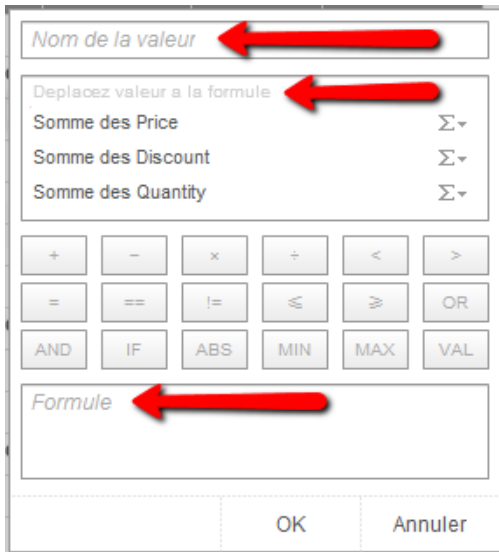 Nom de la valeur
Deplacez valeur a la formule
Somme des Price Σ
Somme des Discount Σ
Somme des Quantity Σ
+ − × ÷ < >
= == != ⩽ ⩾ OR
AND IF ABS MIN MAX VAL
Formule
OK Annuler